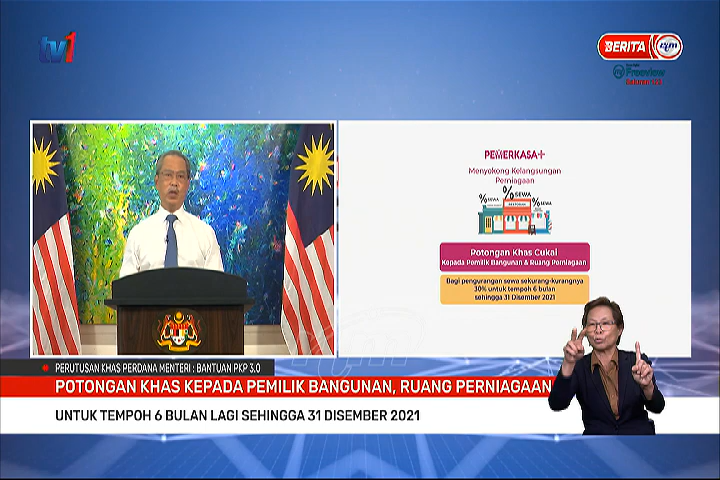 tv1
BERITA rtm
Freeview
Saluran 123
PEMERKASA+
Menyokong Kelangsungan
Perniagaan
% SEWA
% SEWA
% SEWA
Potongan Khas Cukai
Kepada Pemilik Bangunan & Ruang Perniagaan
Bagi pengurangan sewa sekurang-kurangnya
30% untuk tempoh 6 bulan
sehingga 31 Disember 2021
rtm
PERUTUSAN KHAS PERDANA MENTERI : BANTUAN PKP 3.0
POTONGAN KHAS KEPADA PEMILIK BANGUNAN, RUANG PERNIAGAAN
UNTUK TEMPOH 6 BULAN LAGI SEHINGGA 31 DISEMBER 2021